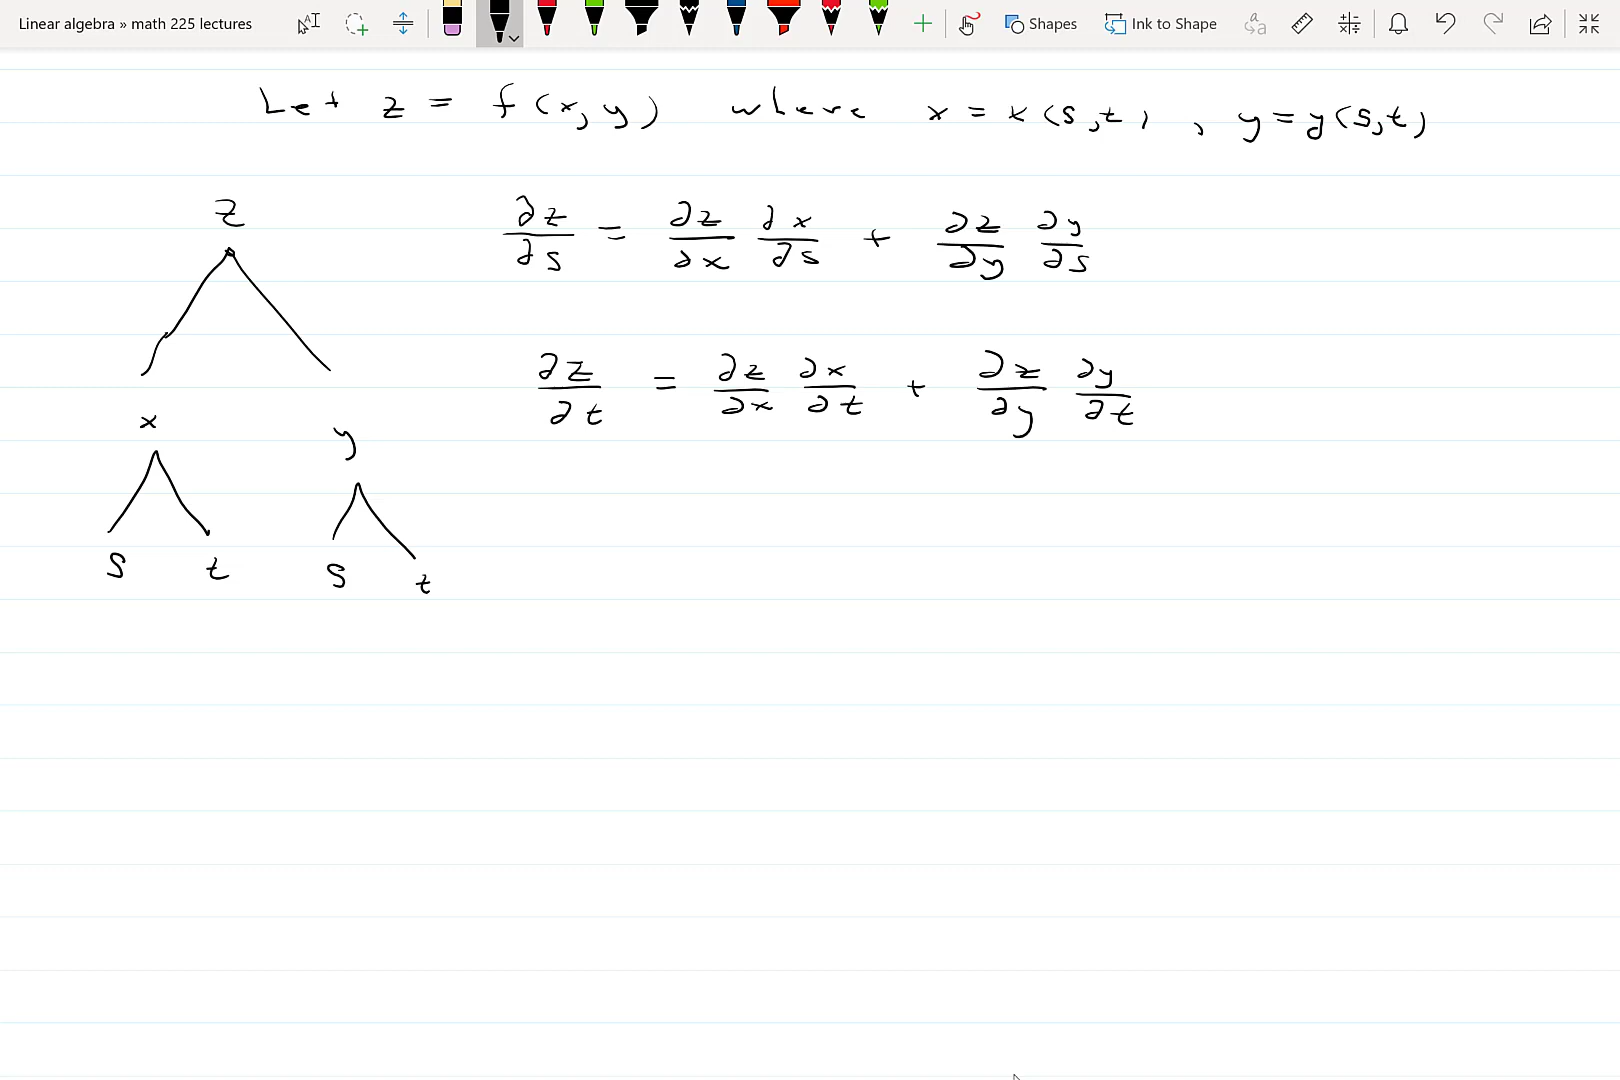 Linear algebra » math 225 lectures Shapes Ink to Shape
Let z = f(x,y) where x = x(s,t), y=y(s,t)
z
x y
s t s t
∂z/∂s = ∂z/∂x ∂x/∂s + ∂z/∂y ∂y/∂s
∂z/∂t = ∂z/∂x ∂x/∂t + ∂z/∂y ∂y/∂t